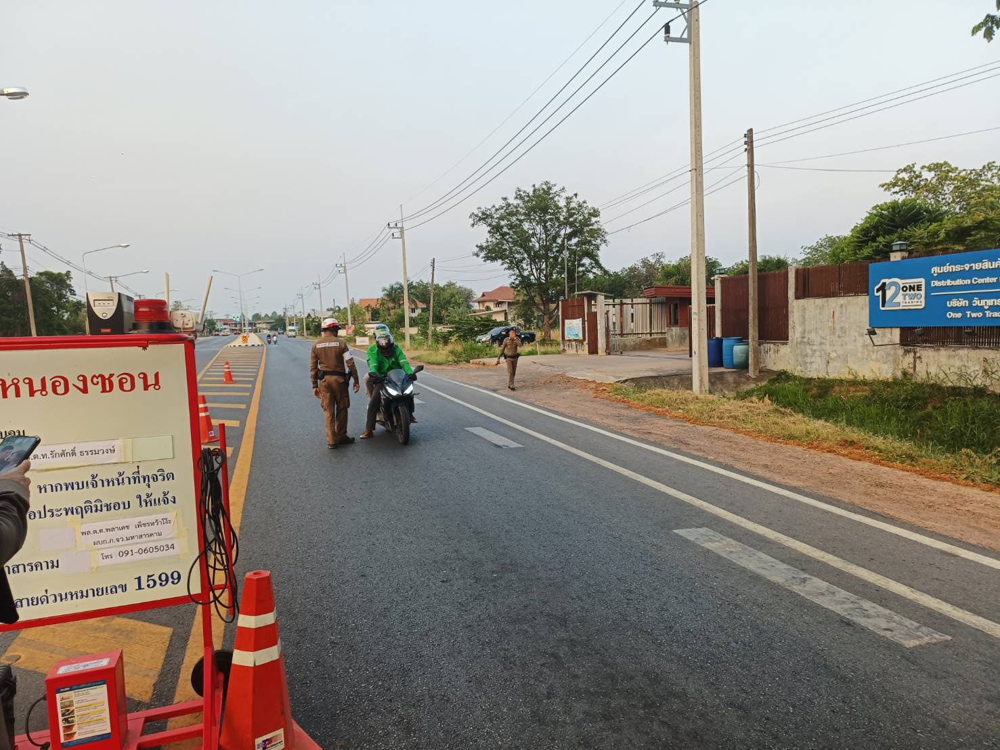 หนองซอน
.ต.ท.รักศักดิ์ ธรรมวงษ์
หากพบเจ้าหน้าที่ทุจริต
อประพฤติมิชอบ ให้แจ้ง
พล.ต.ต.พลาเดช เพ็ชรหว้าโง๊ะ
ผบก.ภ.จว.มหาสารคาม
โทร 091-0605034
าสารคาม
สายด่วนหมายเลข 1599
12 ONE TWO
TRADING
ศูนย์กระจายสินค้
Distribution Center
บริษัท วันทูเทร
One Two Tra